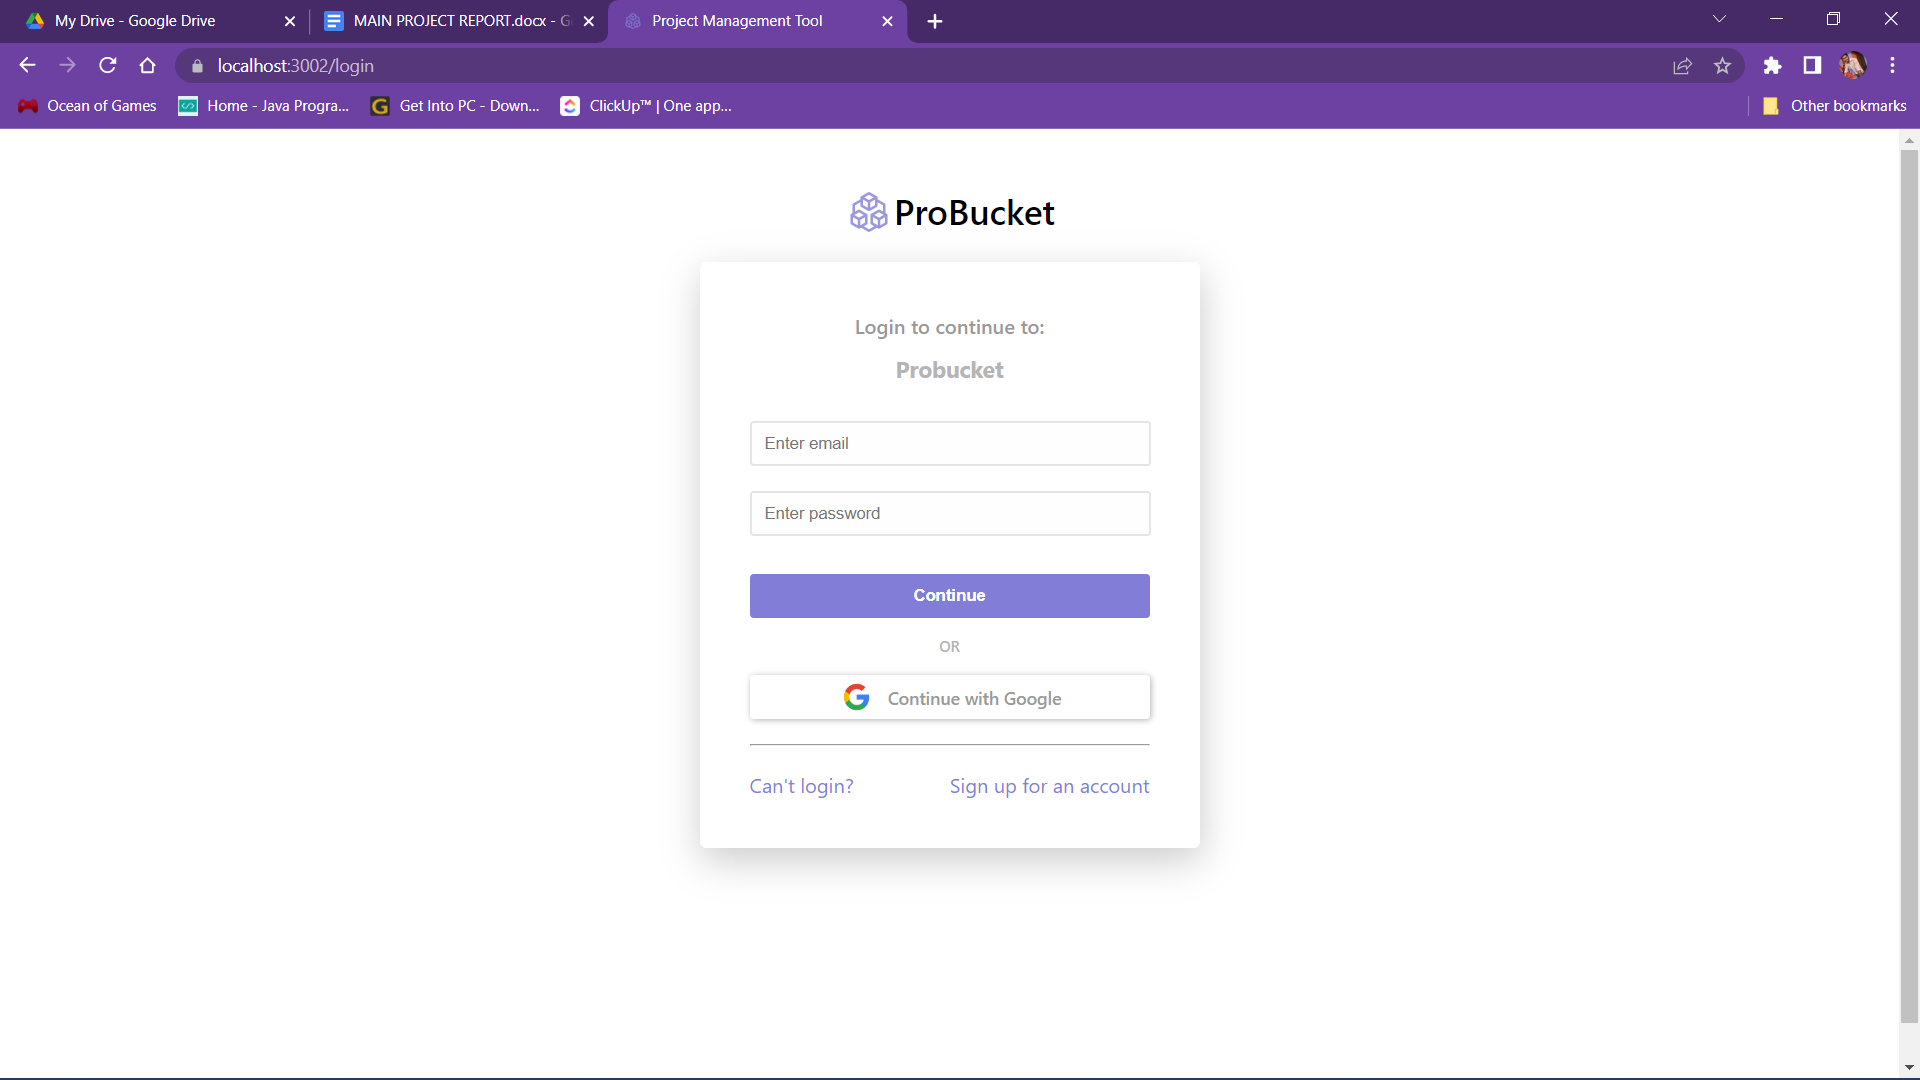 My Drive - Google Drive
MAIN PROJECT REPORT.docx - G
Project Management Tool
localhost:3002/login
Ocean of Games
Home - Java Progra...
Get Into PC - Down...
ClickUp™ | One app...
Other bookmarks
ProBucket
Login to continue to:
Probucket
Enter email
Enter password
Continue
OR
Continue with Google
Can't login?
Sign up for an account